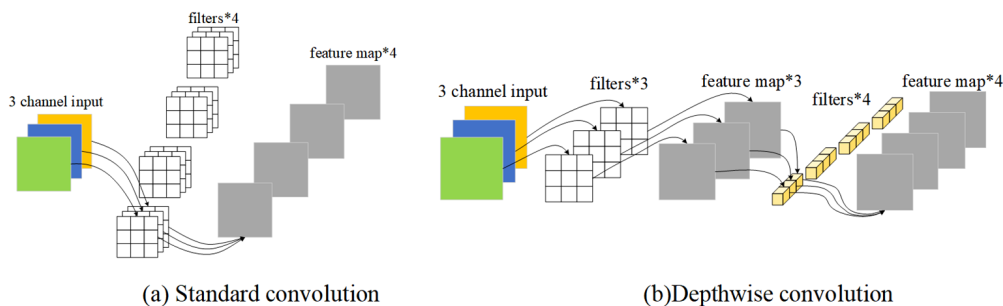 filters*4
feature map*4
3 channel input
(a) Standard convolution
3 channel input
filters*3
feature map*3
filters*4
feature map*4
(b)Depthwise convolution